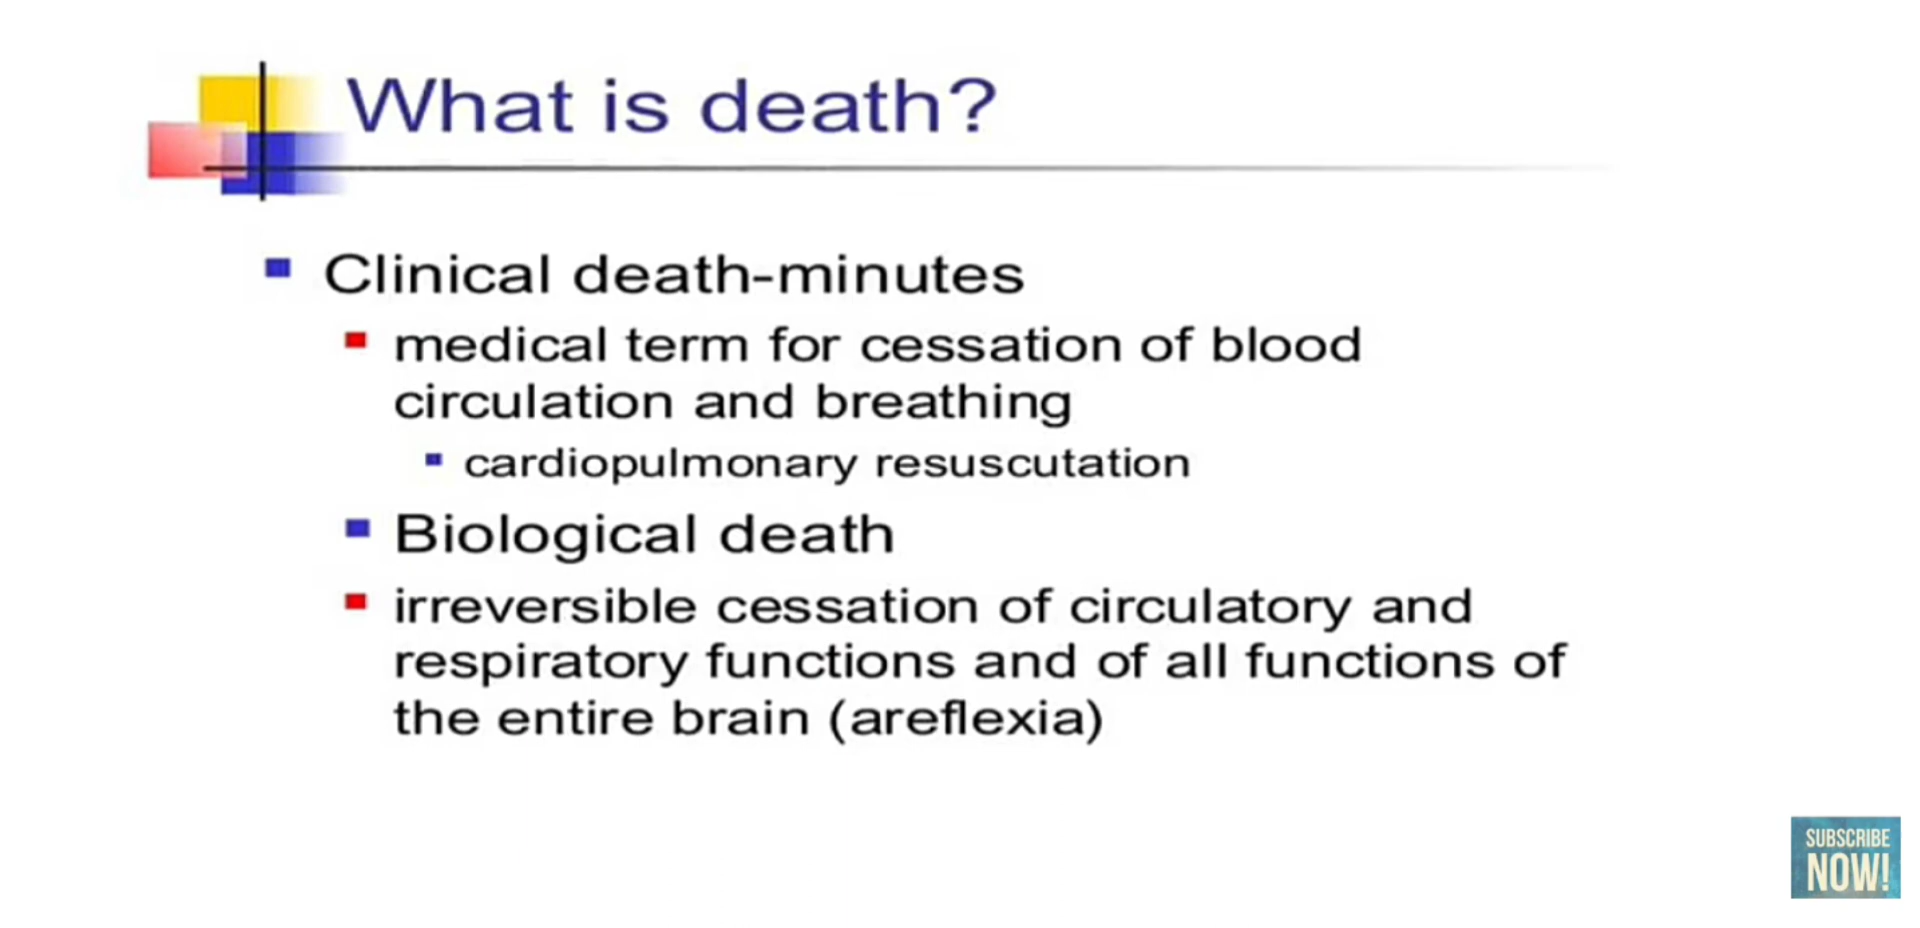 What is death?
Clinical death-minutes
medical term for cessation of blood
circulation and breathing
cardiopulmonary resuscutation
Biological death
irreversible cessation of circulatory and
respiratory functions and of all functions of
the entire brain (areflexia)
SUBSCRIBE
NOW!